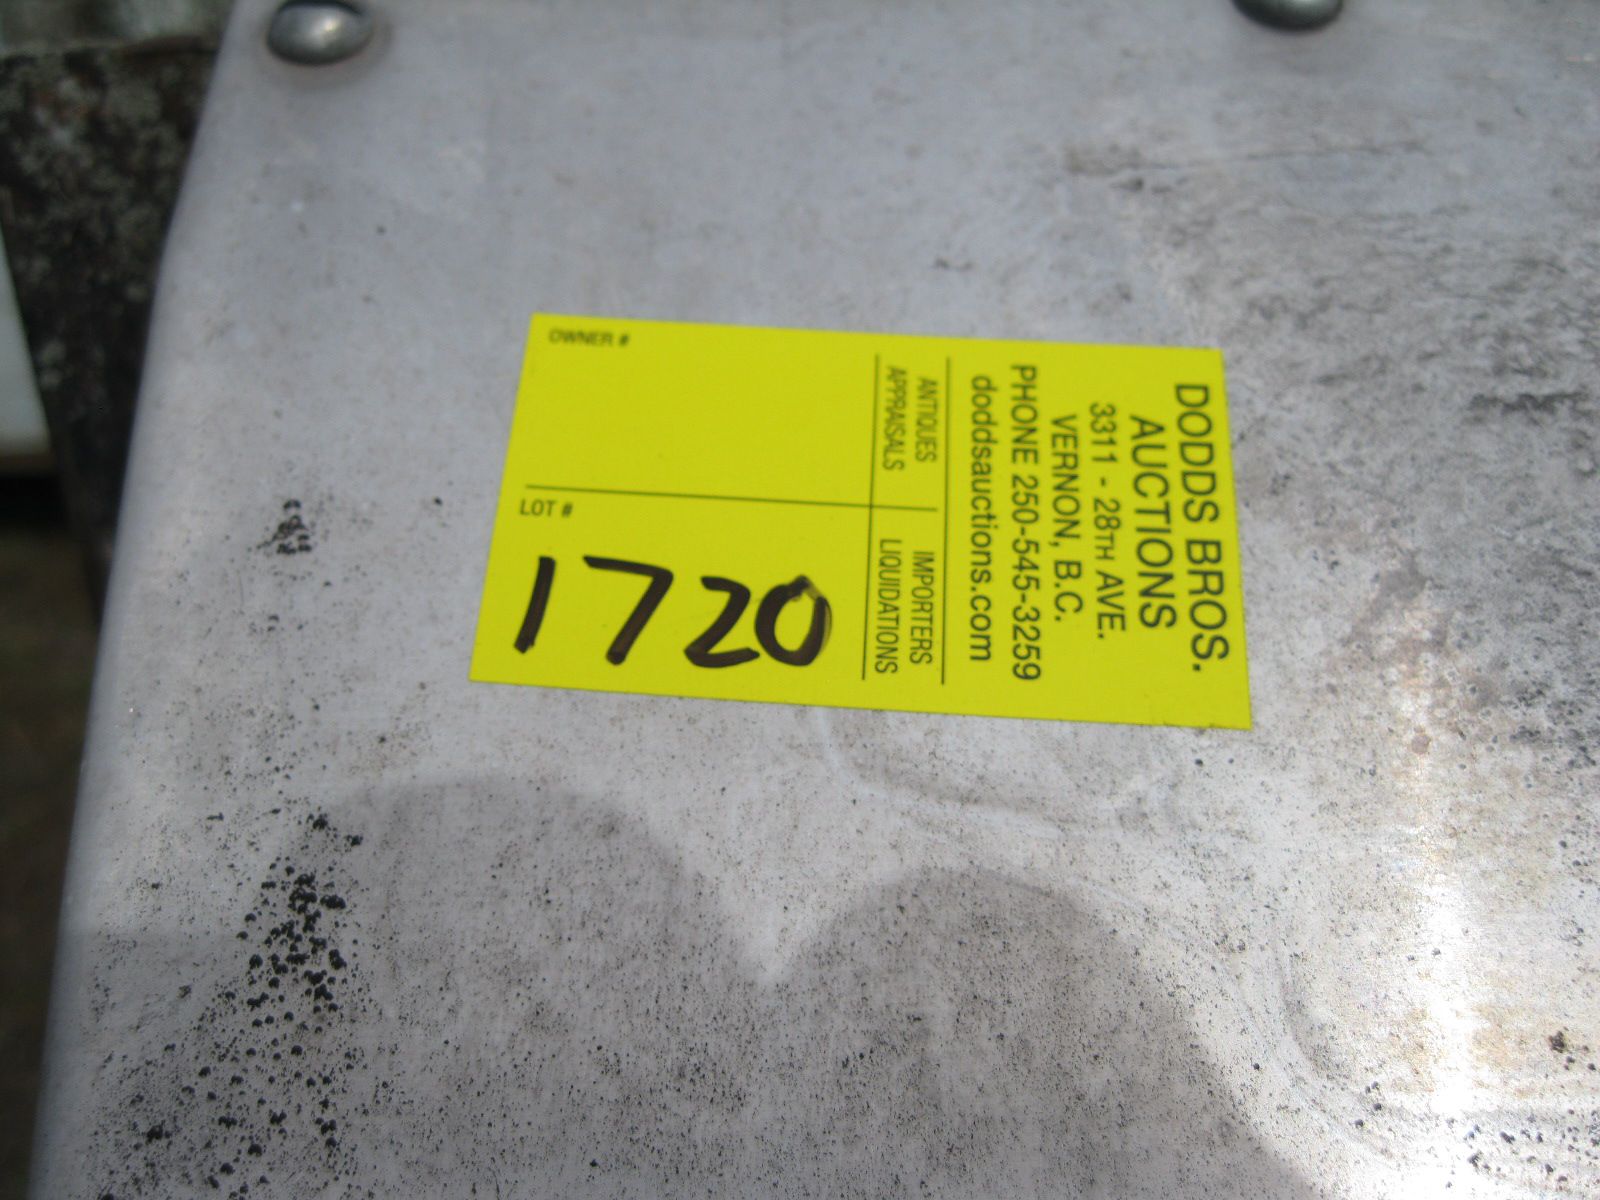 DODDS BROS.
AUCTIONS
3311 - 28TH AVE.
VERNON, B.C.
PHONE 250-545-3259
doddsauctions.com
ANTIQUES IMPORTERS
APPRAISALS LIQUIDATIONS
OWNER #
LOT #
1720